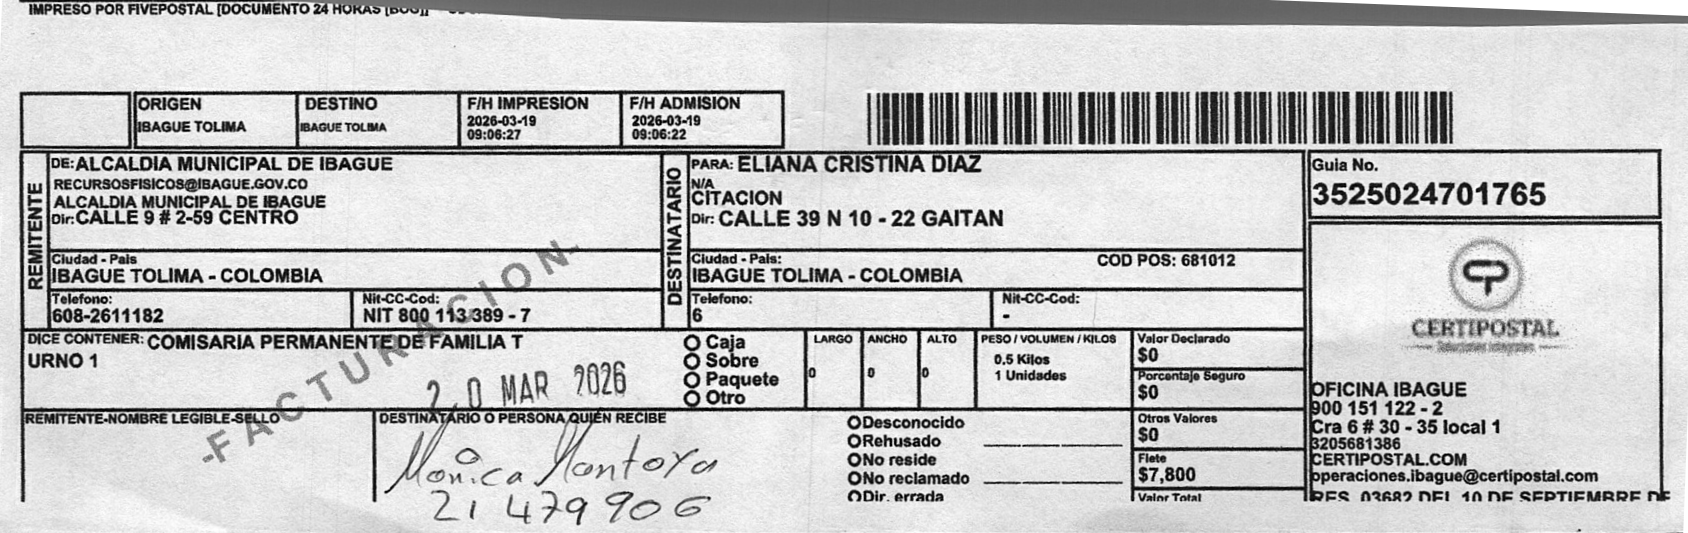 IMPRESO POR FIVEPOSTAL [DOCUMENTO 24 HORAS [BOG]]
ORIGEN
IBAGUE TOLIMA
DESTINO
IBAGUE TOLIMA
F/H IMPRESION
2026-03-19
09:06:27
F/H ADMISION
2026-03-19
09:06:22
REMITENTE
DE: ALCALDIA MUNICIPAL DE IBAGUE
RECURSOSFISICOS@IBAGUE.GOV.CO
ALCALDIA MUNICIPAL DE IBAGUE
Dir: CALLE 9 # 2-59 CENTRO
Ciudad - Pais
IBAGUE TOLIMA - COLOMBIA
Telefono:
608-2611182
Nit-CC-Cod:
NIT 800 113 389 - 7
DESTINATARIO
PARA: ELIANA CRISTINA DIAZ
N/A
CITACION
Dir: CALLE 39 N 10 - 22 GAITAN
Ciudad - Pais:
COD POS: 681012
IBAGUE TOLIMA - COLOMBIA
Telefono:
6
Nit-CC-Cod:
-
Guia No.
3525024701765
CERTIPOSTAL
OFICINA IBAGUE
900 151 122 - 2
Cra 6 # 30 - 35 local 1
3205681386
CERTIPOSTAL.COM
operaciones.ibague@certipostal.com
RES. 03682 DEL 10 DE SEPTIEMBRE DE
DICE CONTENER: COMISARIA PERMANENTE DE FAMILIA T
URNO 1
-FACTURACION-
20 MAR 2026
Caja
Sobre
Paquete
Otro
LARGO
0
ANCHO
0
ALTO
0
PESO / VOLUMEN / KILOS
0.5 Kilos
1 Unidades
Valor Declarado
$0
Porcentaje Seguro
$0
Otros Valores
$0
Flete
$7,800
Valor Total
REMITENTE-NOMBRE LEGIBLE-SELLO
DESTINATARIO O PERSONA QUIEN RECIBE
Monica Montoya
21 479906
Desconocido
Rehusado
No reside
No reclamado
Dir. errada